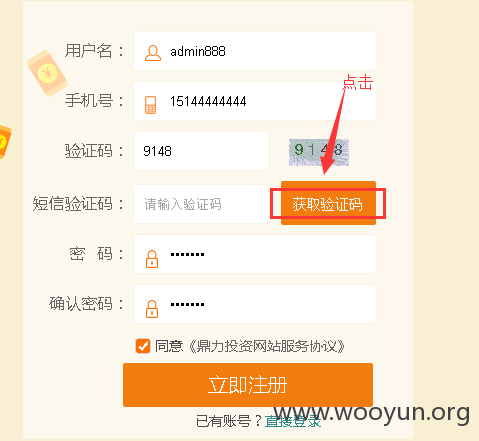 用户名：
admin888
点击
手机号：
15144444444
验证码：
9148
9148
短信验证码：
请输入验证码
获取验证码
密 码：
•••••••
确认密码：
•••••••
同意《鼎力投资网站服务协议》
立即注册
已有账号？直接登录
www.wooyun.org